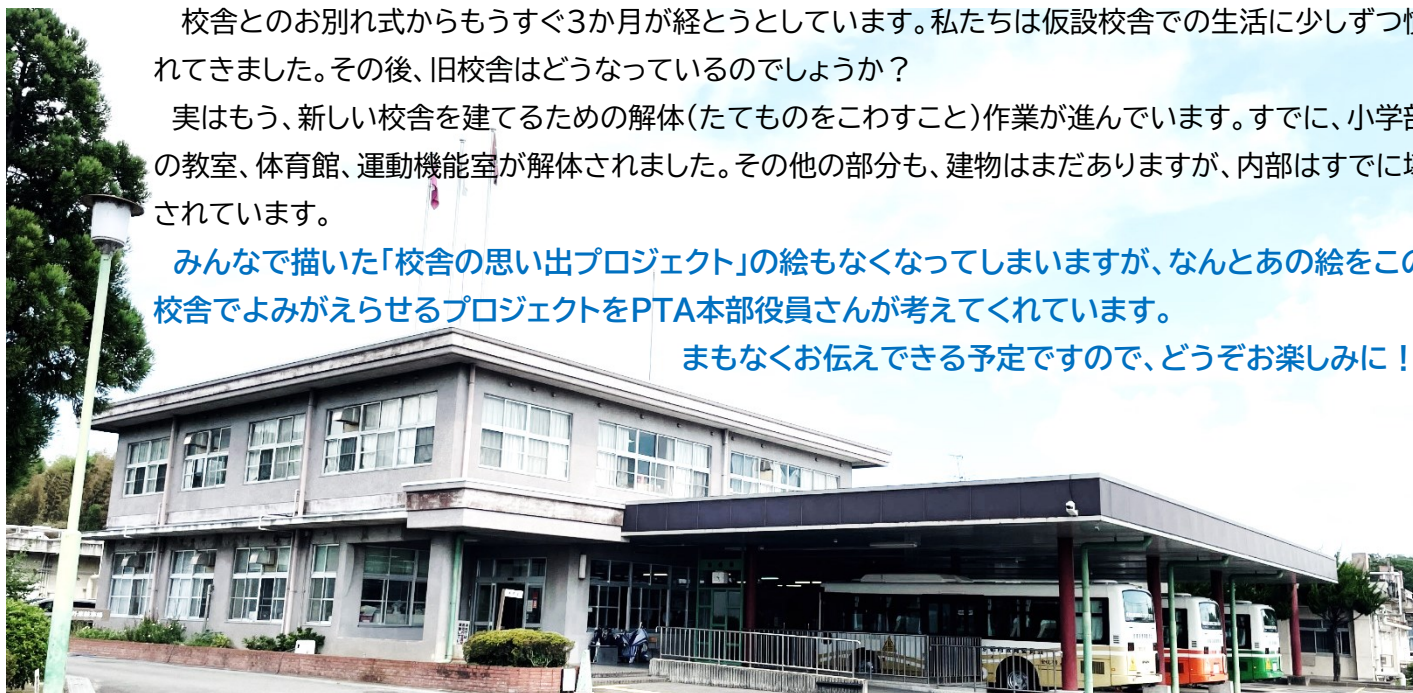 校舎とのお別れ式からもうすぐ3か月が経とうとしています。私たちは仮設校舎での生活に少しずつ
れてきました。その後、旧校舎はどうなっているのでしょうか？
実はもう、新しい校舎を建てるための解体(たてものをこわすこと)作業が進んでいます。すでに、小学部
の教室、体育館、運動機能室が解体されました。その他の部分も、建物はまだありますが、内部はすでに
されています。
みんなで描いた「校舎の思い出プロジェクト」の絵もなくなってしまいますが、なんとあの絵をこの
校舎でよみがえらせるプロジェクトをPTA本部役員さんが考えてくれています。
まもなくお伝えできる予定ですので、どうぞお楽しみに！